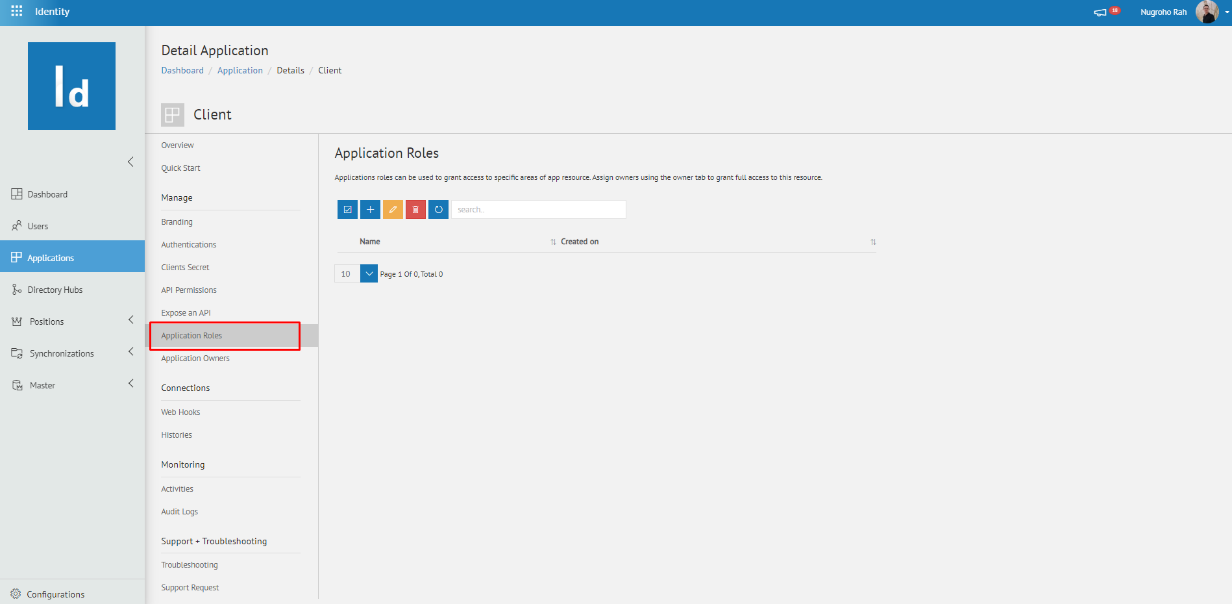 Identity
18
Nugroho Rah
Id
Dashboard
Users
Applications
Directory Hubs
Positions
Synchronizations
Master
Configurations
Detail Application
Dashboard / Application / Details / Client
Client
Overview
Quick Start
Manage
Branding
Authentications
Clients Secret
API Permissions
Expose an API
Application Roles
Application Owners
Connections
Web Hooks
Histories
Monitoring
Activities
Audit Logs
Support + Troubleshooting
Troubleshooting
Support Request
Application Roles
Applications roles can be used to grant access to specific areas of app resource. Assign owners using the owner tab to grant full access to this resource.
search..
Name Created on
10 Page 1 Of 0, Total 0